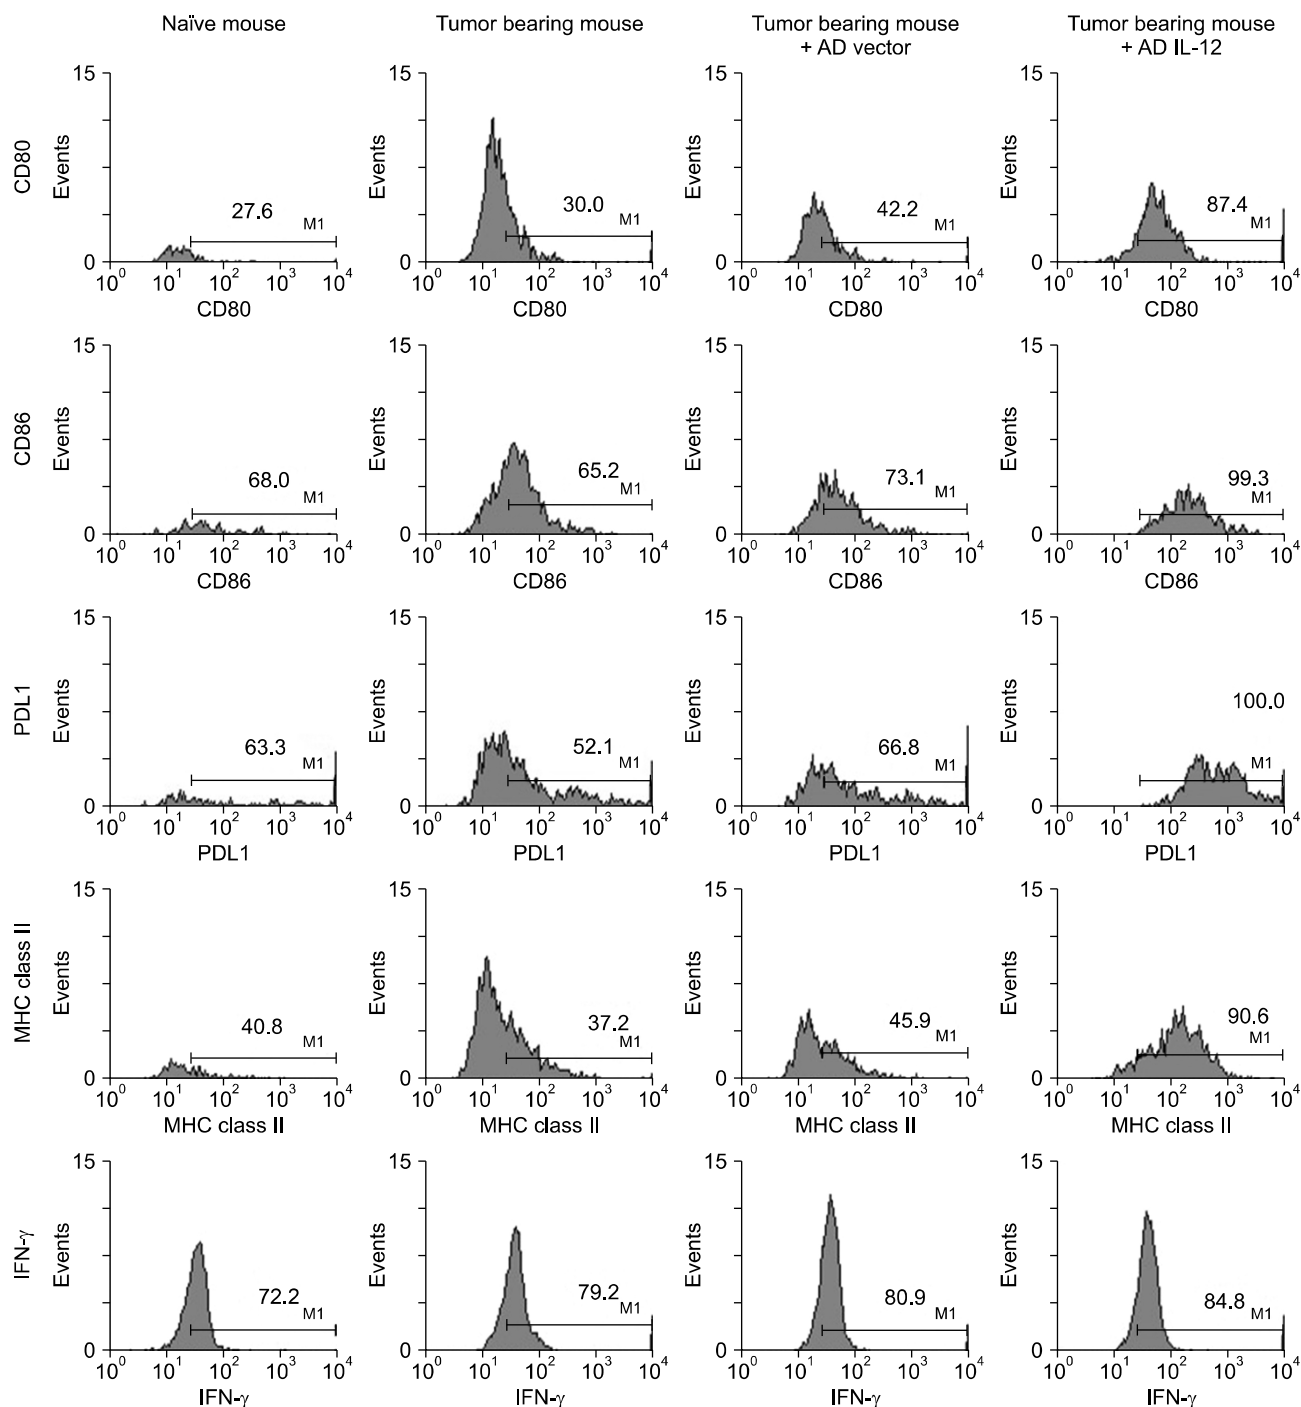 Naïve mouse
Tumor bearing mouse
Tumor bearing mouse
+ AD vector
Tumor bearing mouse
+ AD IL-12
CD80
15
Events
0
27.6
M1
10^0 10^1 10^2 10^3 10^4
CD80
15
Events
0
30.0
M1
10^0 10^1 10^2 10^3 10^4
CD80
15
Events
0
42.2
M1
10^0 10^1 10^2 10^3 10^4
CD80
15
Events
0
87.4
M1
10^0 10^1 10^2 10^3 10^4
CD80
CD86
15
Events
0
68.0
M1
10^0 10^1 10^2 10^3 10^4
CD86
15
Events
0
65.2
M1
10^0 10^1 10^2 10^3 10^4
CD86
15
Events
0
73.1
M1
10^0 10^1 10^2 10^3 10^4
CD86
15
Events
0
99.3
M1
10^0 10^1 10^2 10^3 10^4
CD86
PDL1
15
Events
0
63.3
M1
10^0 10^1 10^2 10^3 10^4
PDL1
15
Events
0
52.1
M1
10^0 10^1 10^2 10^3 10^4
PDL1
15
Events
0
66.8
M1
10^0 10^1 10^2 10^3 10^4
PDL1
15
Events
0
100.0
M1
10^0 10^1 10^2 10^3 10^4
PDL1
MHC class II
15
Events
0
40.8
M1
10^0 10^1 10^2 10^3 10^4
MHC class II
15
Events
0
37.2
M1
10^0 10^1 10^2 10^3 10^4
MHC class II
15
Events
0
45.9
M1
10^0 10^1 10^2 10^3 10^4
MHC class II
15
Events
0
90.6
M1
10^0 10^1 10^2 10^3 10^4
MHC class II
IFN-γ
15
Events
0
72.2
M1
10^0 10^1 10^2 10^3 10^4
IFN-γ
15
Events
0
79.2
M1
10^0 10^1 10^2 10^3 10^4
IFN-γ
15
Events
0
80.9
M1
10^0 10^1 10^2 10^3 10^4
IFN-γ
15
Events
0
84.8
M1
10^0 10^1 10^2 10^3 10^4
IFN-γ